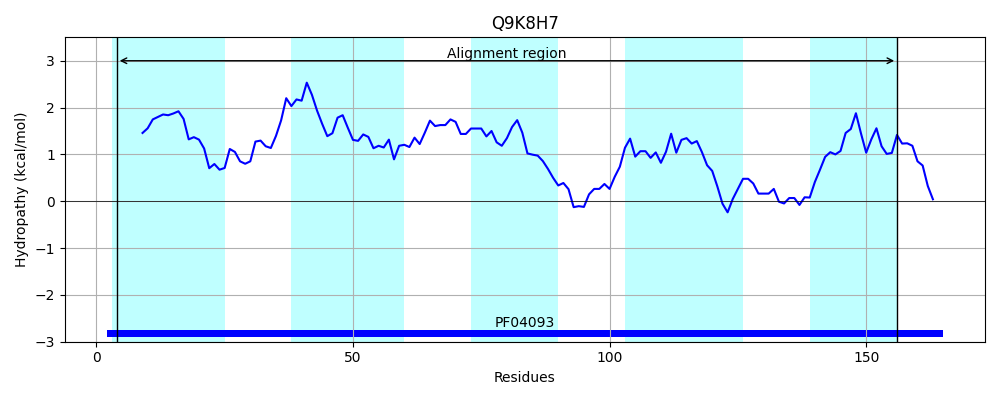 Q9K8H7
Hydropathy (kcal/mol)
3
2
1
0
−1
−2
−3
Alignment region
PF04093
0 50 100 150
Residues